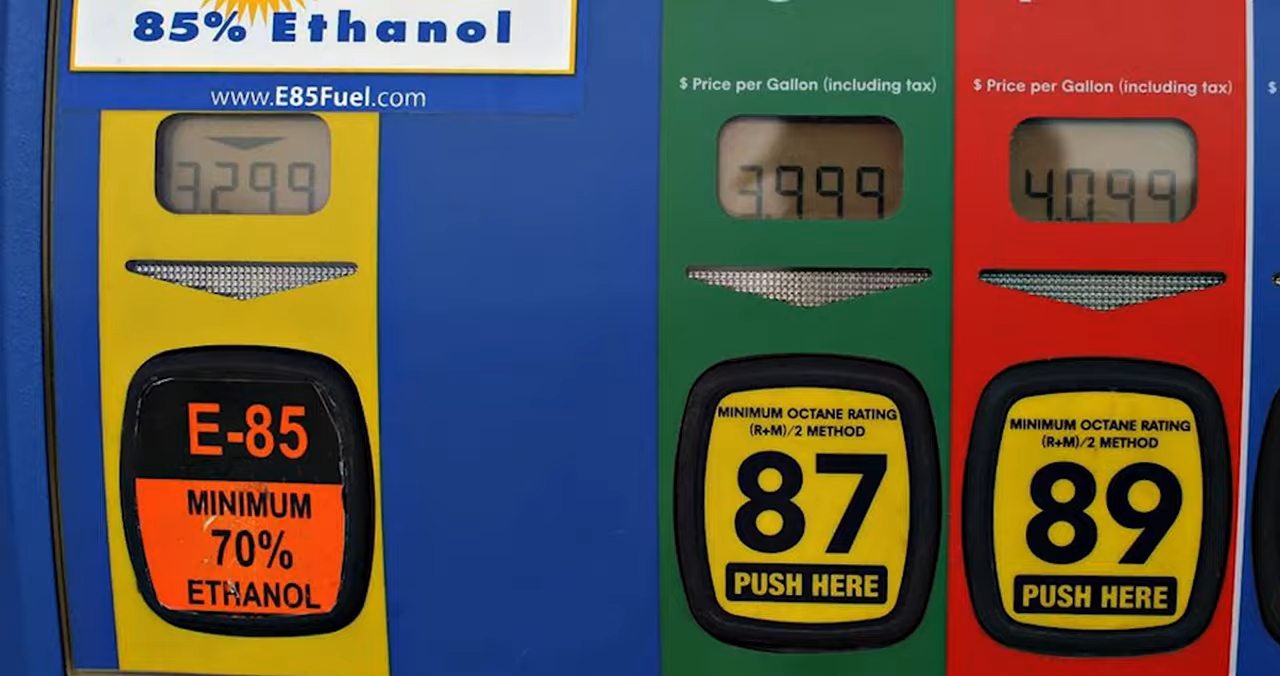 85% Ethanol
www.E85Fuel.com
3.299
E-85
MINIMUM
70%
ETHANOL
$ Price per Gallon (including tax)
3.999
MINIMUM OCTANE RATING
(R+M)/2 METHOD
87
PUSH HERE
$ Price per Gallon (including tax)
4.099
MINIMUM OCTANE RATING
(R+M)/2 METHOD
89
PUSH HERE
$